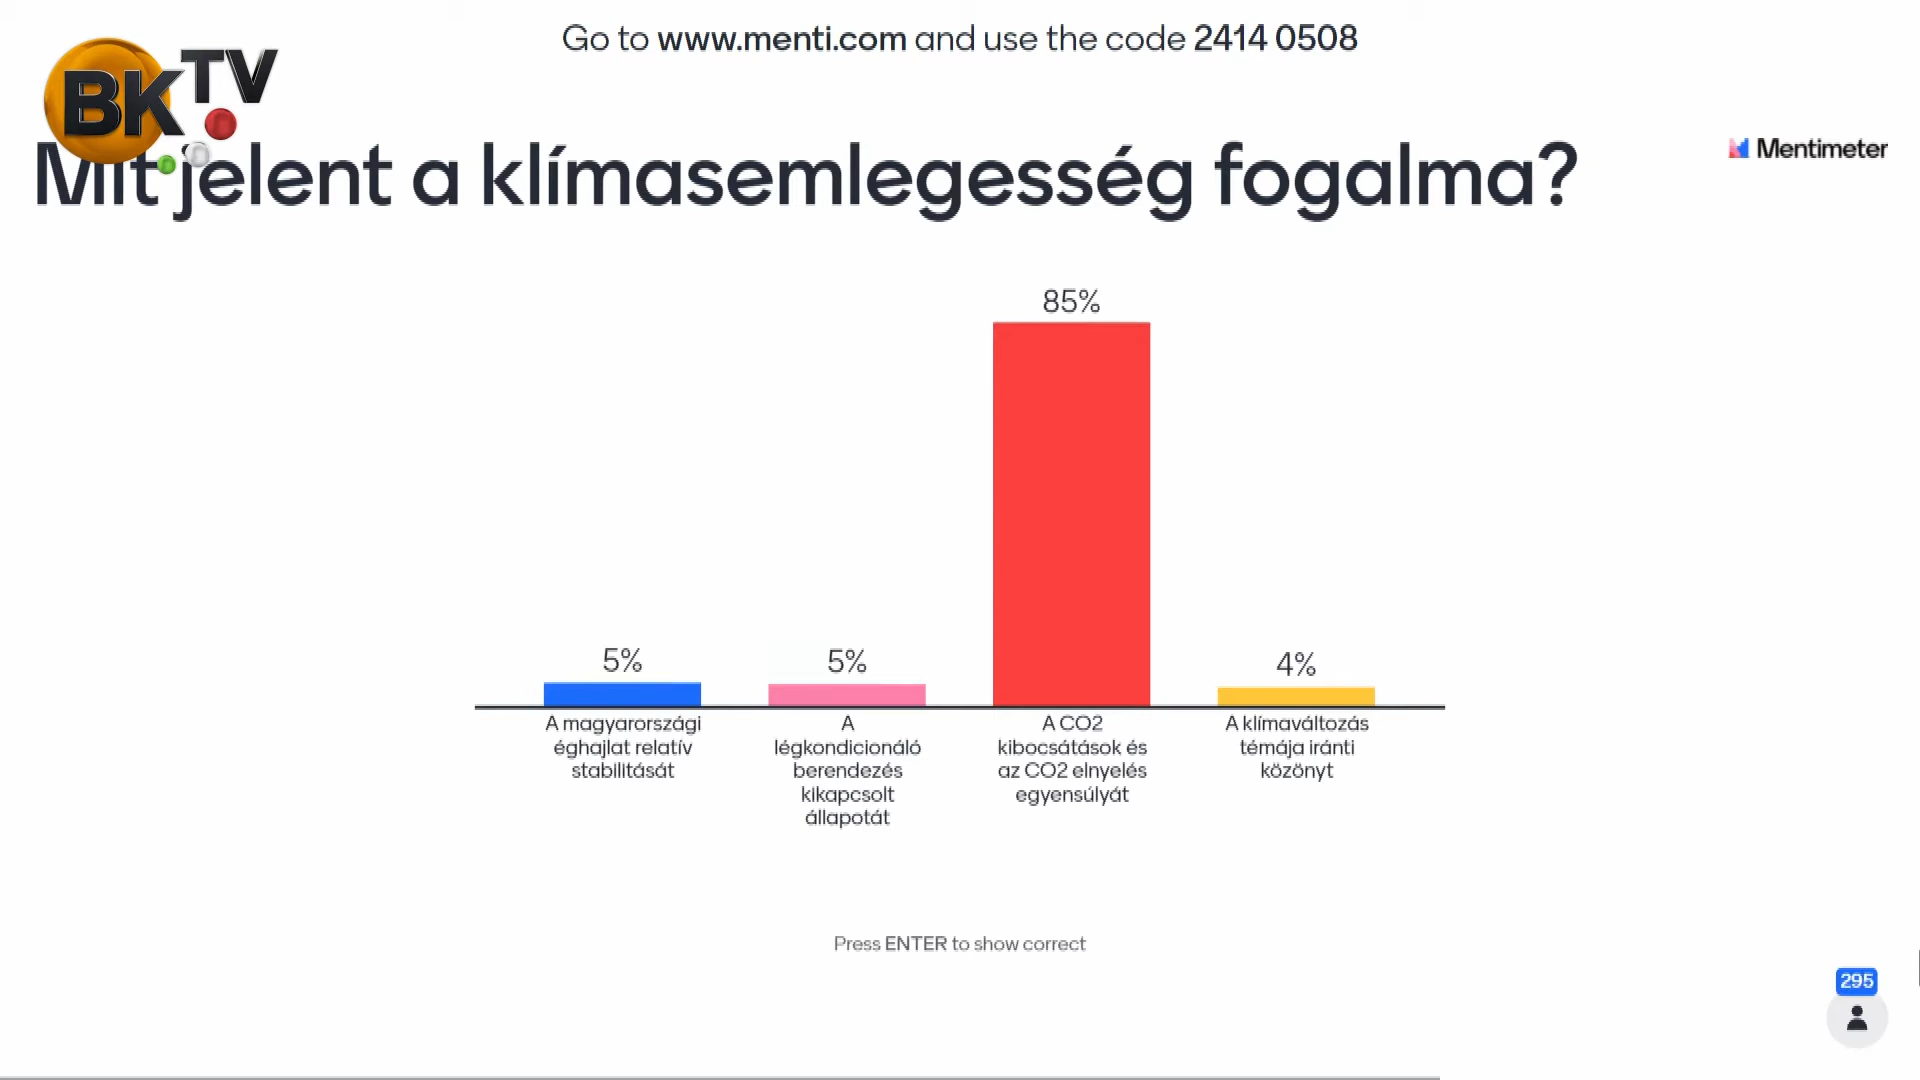 Go to www.menti.com and use the code 2414 0508
BKTV
Mit jelent a klímasemlegesség fogalma?
Mentimeter
85%
5%
5%
4%
A magyarországi
éghajlat relatív
stabilitását
A
légkondicionáló
berendezés
kikapcsolt
állapotát
A CO2
kibocsátások és
az CO2 elnyelés
egyensúlyát
A klímaváltozás
témája iránti
közönyt
Press ENTER to show correct
295